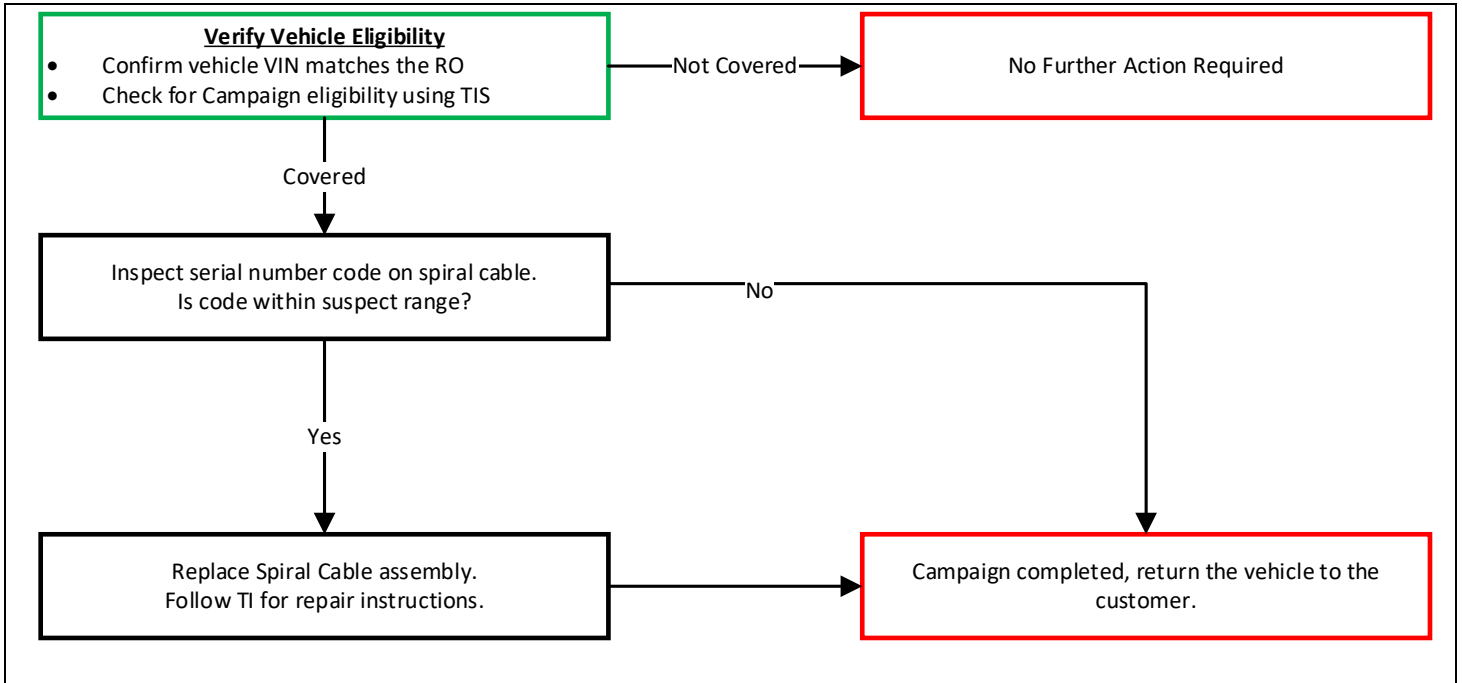 Verify Vehicle Eligibility
• Confirm vehicle VIN matches the RO
• Check for Campaign eligibility using TIS
Not Covered
No Further Action Required
Covered
Inspect serial number code on spiral cable.
Is code within suspect range?
No
Yes
Replace Spiral Cable assembly.
Follow TI for repair instructions.
Campaign completed, return the vehicle to the
customer.